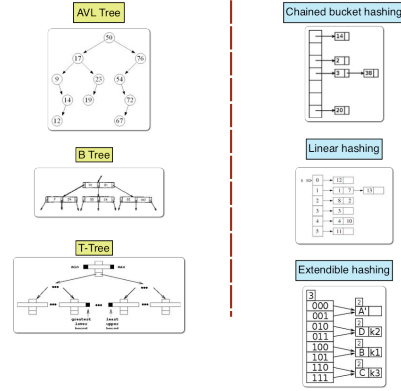 AVL Tree
50
17 76
9 23 54
14 19 72
12 67
B Tree
T-Tree
min max
greatest lower bound
least upper bound
Chained bucket hashing
14
2
3 38
20
Linear hashing
0 12
1 1 7 13
2 8 2
3 3
4 4 10
5 11
Extendible hashing
3
000
001
010
011
100
101
110
111
2
A'
2
D k2
2
B k1
2
C k3